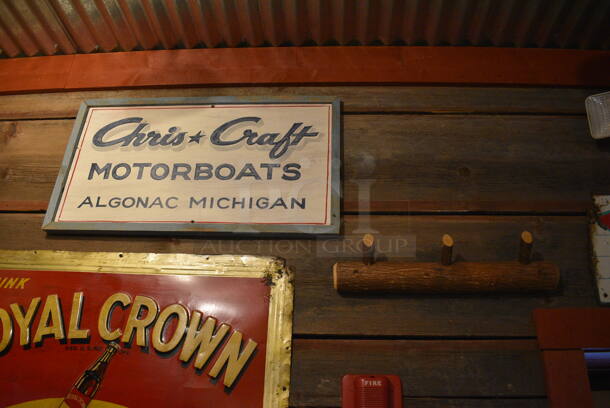 Chris★Craft
MOTORBOATS
ALGONAC MICHIGAN
AUCTION GROUP
INK
OYAL CROWN
FIRE